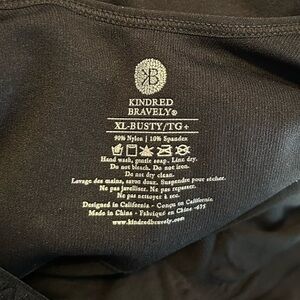 KB
KINDRED
BRAVELY®
XL-BUSTY/TG+
90% Nylon | 10% Spandex
Hand wash, gentle soap. Line dry.
Do not bleach. Do not iron.
Do not dry clean.
Lavage des mains, savon doux. Suspendre pour sécher.
Ne pas javelliser. Ne pas repasser.
Ne pas nettoyer à sec.
Designed in California - Conçu en Californie
Made in China - Fabriqué en Chine -475
www.kindredbravely.com